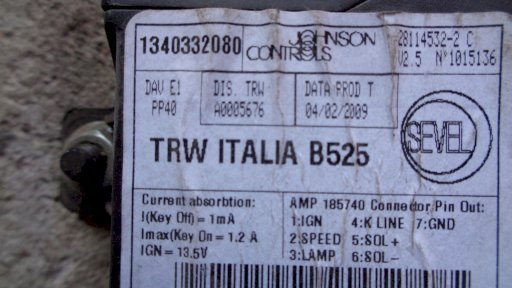 1340332080 JOHNSON CONTROLS 28114532-2 C
V2.5 N°1015136
DAV E1 DIS. TRW DATA PROD T
PP40 A0005676 04/02/2009
SEVEL
TRW ITALIA B525
Current absorbtion: AMP 185740 Connector Pin Out:
I(Key Off) = 1mA 1:IGN 4:K LINE 7:GND
Imax(Key On = 1.2 A 2:SPEED 5:SOL+
IGN = 13.5V 3:LAMP 6:SOL-